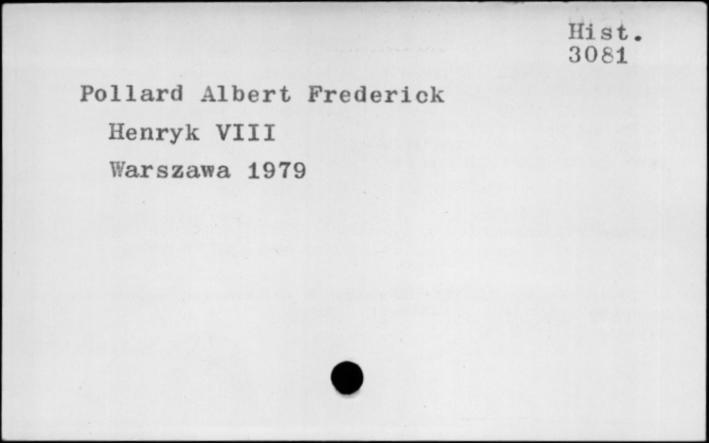 Hist.
3081
Pollard Albert Frederick
Henryk VIII
Warszawa 1979